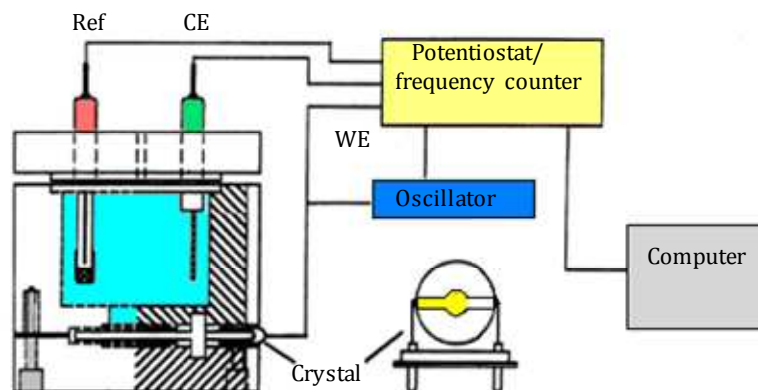 Ref
CE
Potentiostat/
frequency counter
WE
Oscillator
Computer
Crystal